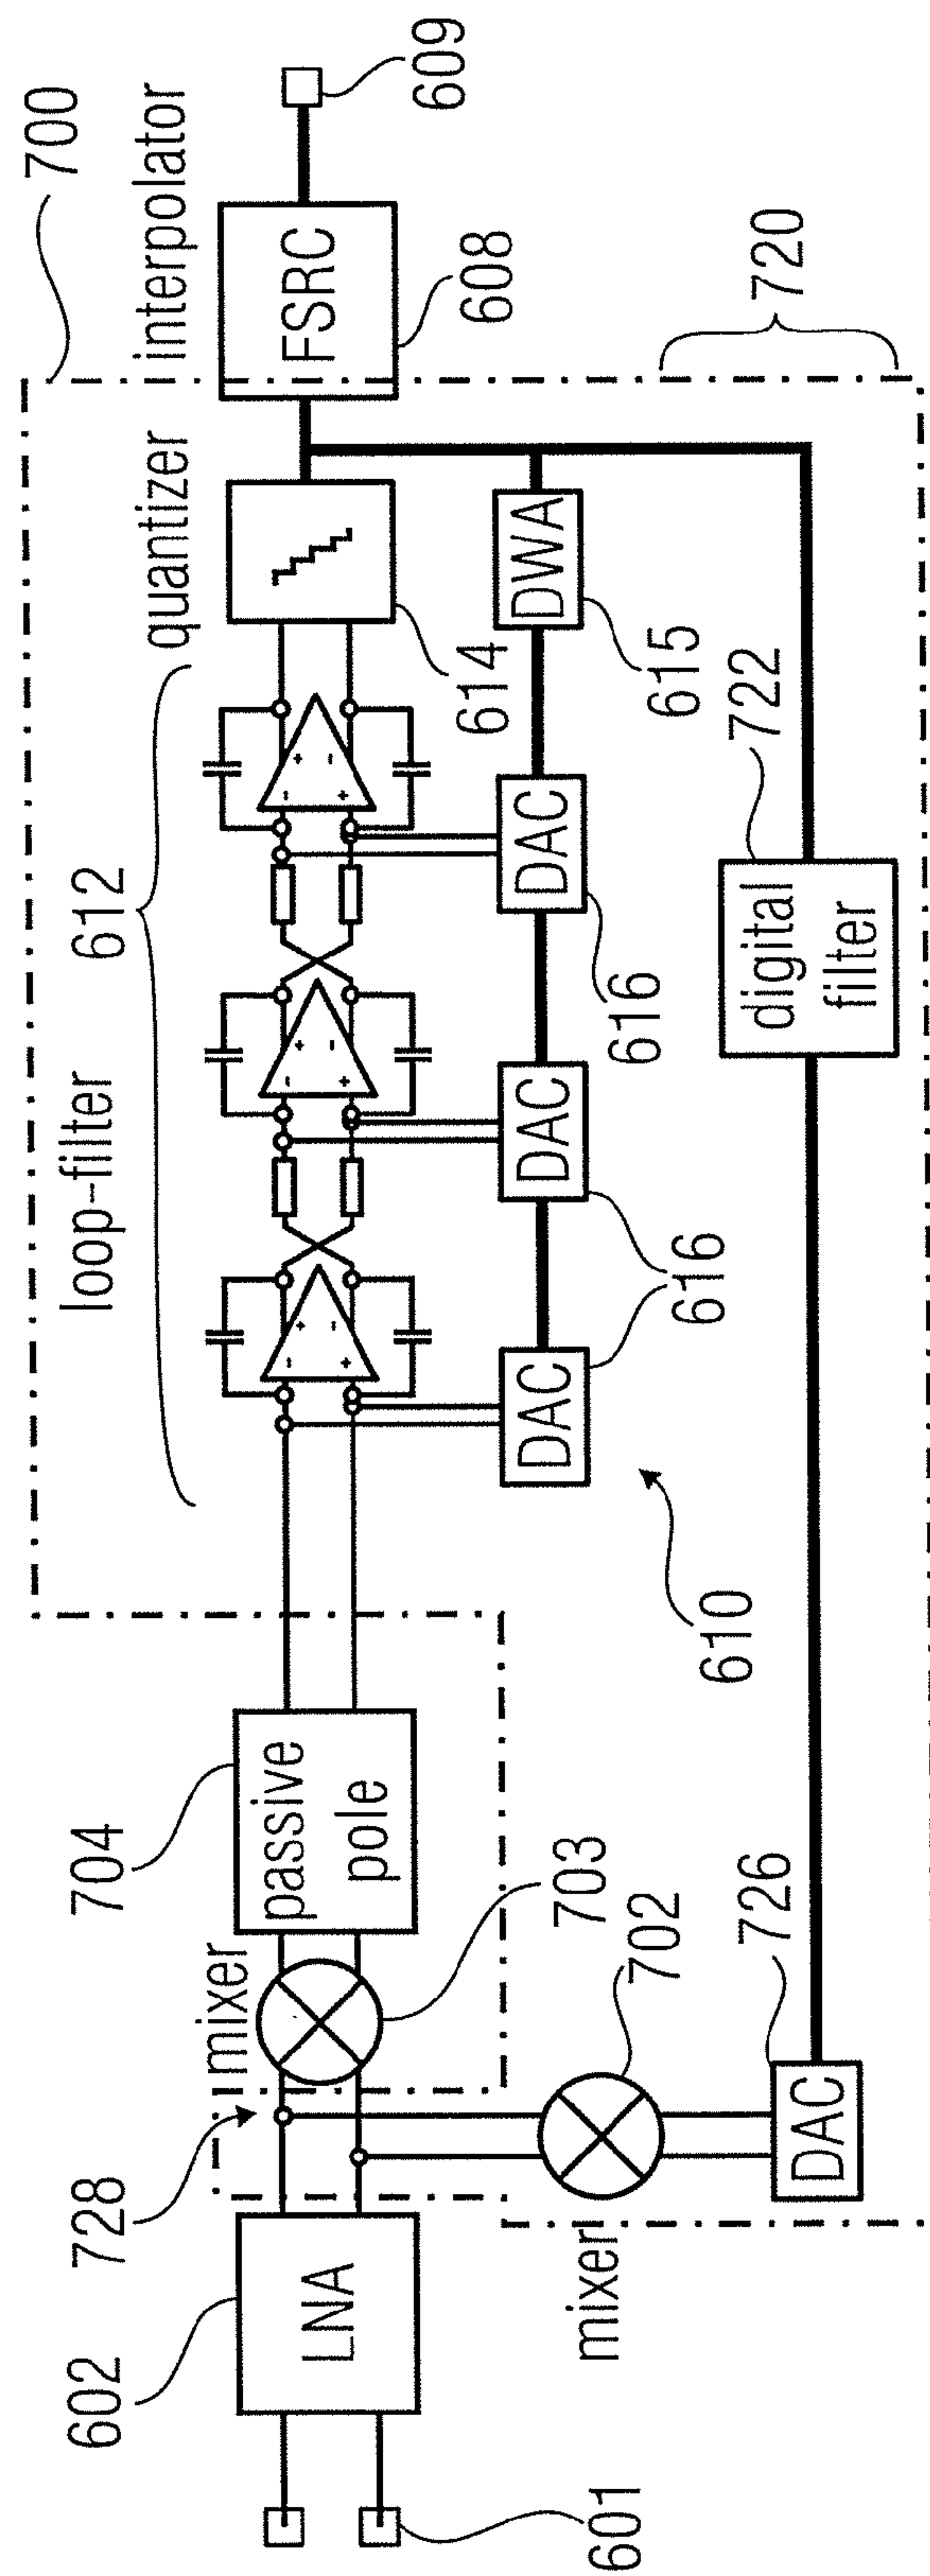 700
612
loop-filter
quantizer
interpolator
704
mixer
728
602
LNA
passive
pole
FSRC
609
608
614
703
601
DAC
DAC
DAC
DWA
616
616
615
610
mixer
702
726
DAC
722
digital
filter
720